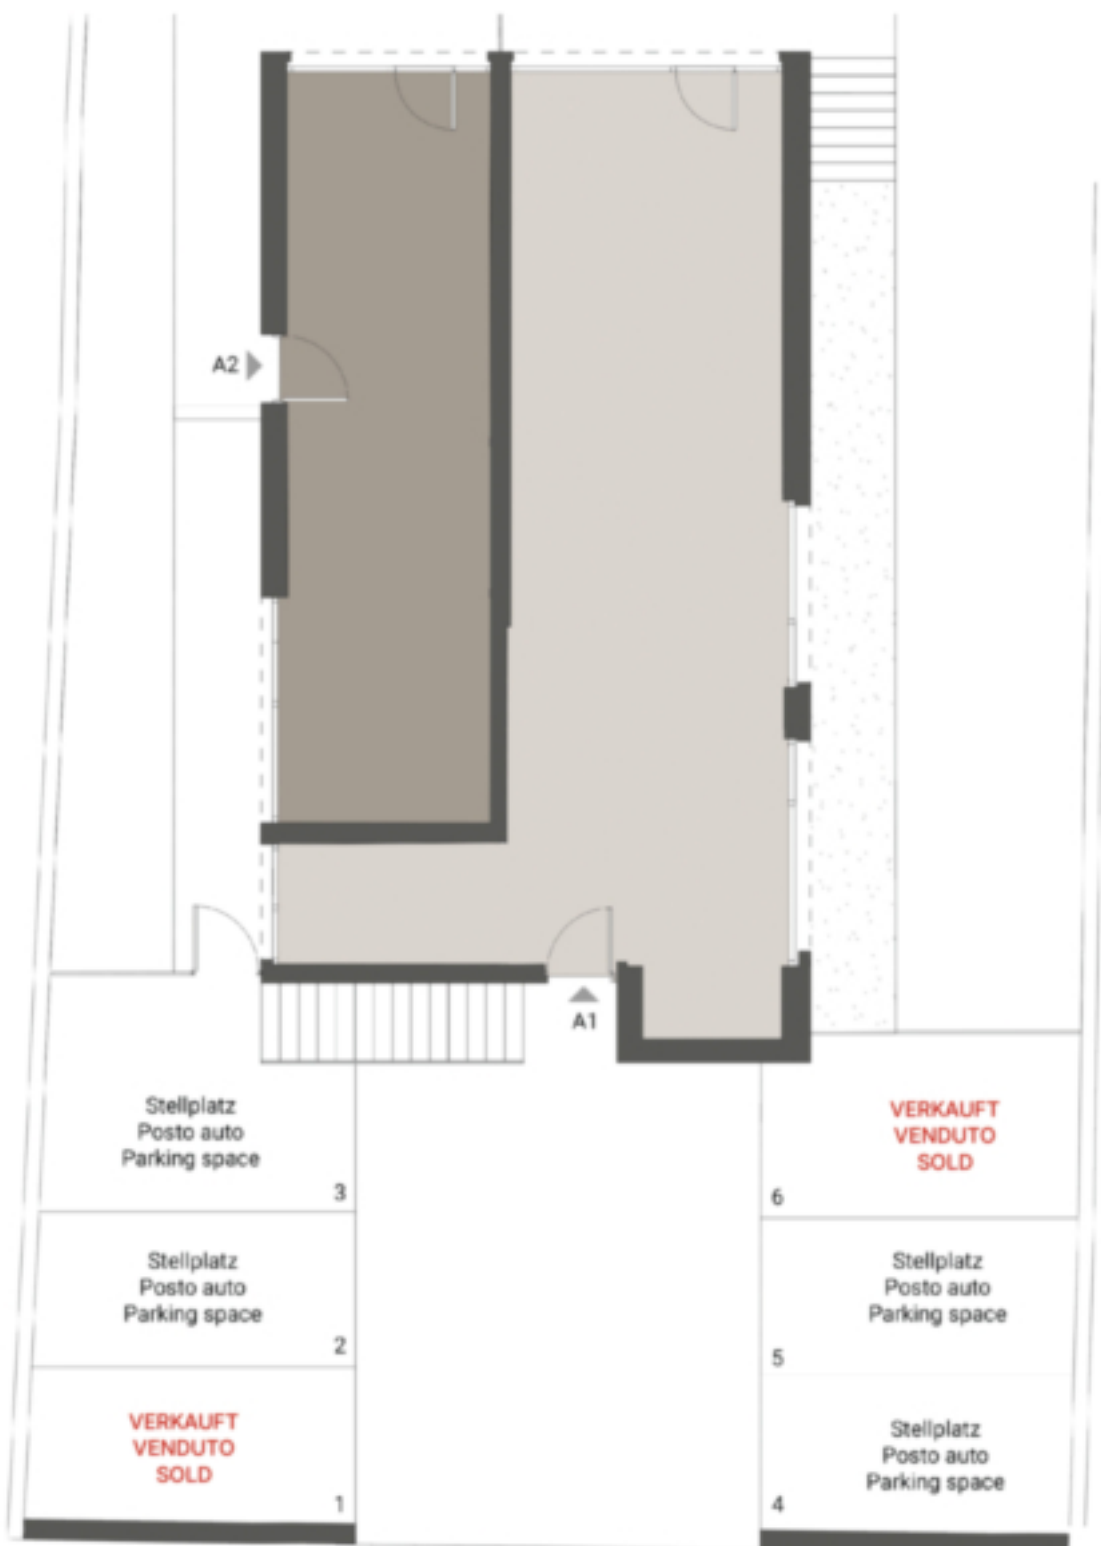 A2
A1
Stellplatz
Posto auto
Parking space
3
VERKAUFT
VENDUTO
SOLD
6
Stellplatz
Posto auto
Parking space
2
Stellplatz
Posto auto
Parking space
5
VERKAUFT
VENDUTO
SOLD
1
Stellplatz
Posto auto
Parking space
4